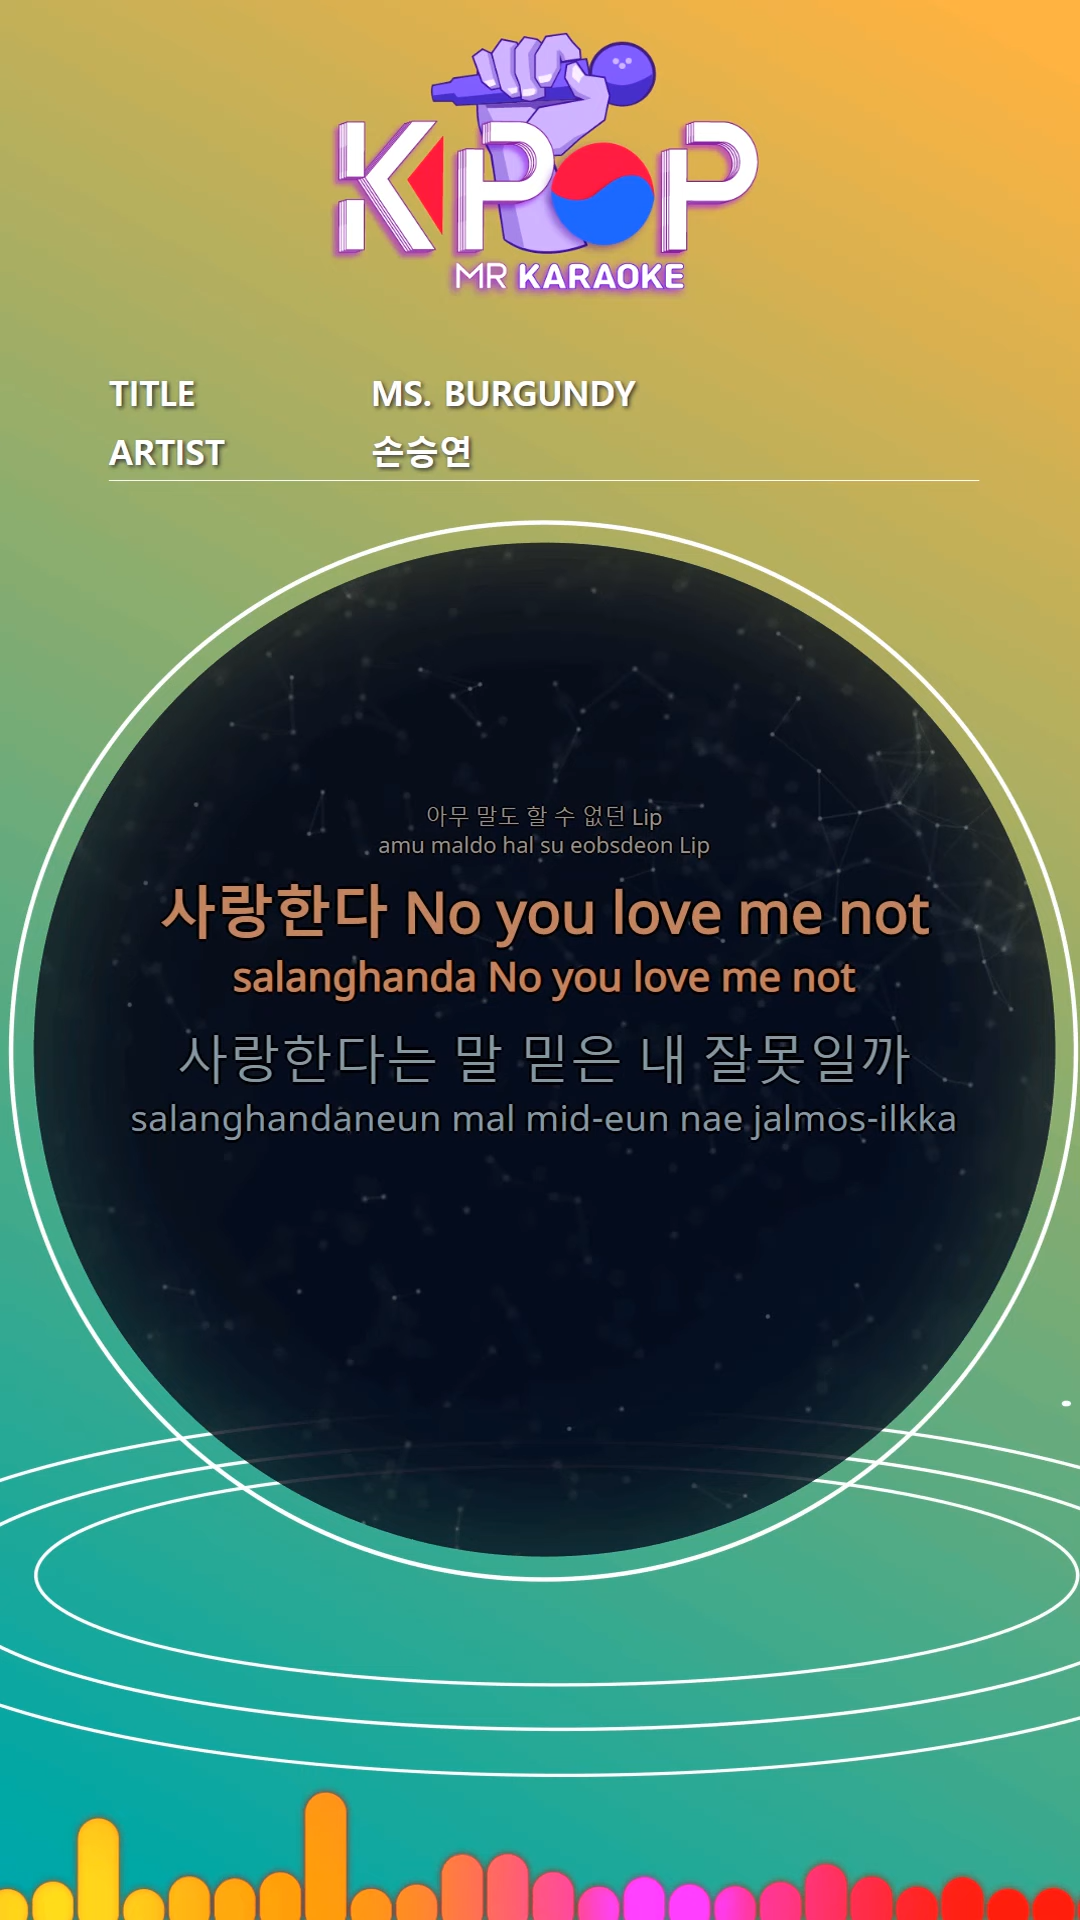 KPOP
MR KARAOKE
TITLE MS. BURGUNDY
ARTIST 손승연
아무 말도 할 수 없던 Lip
amu maldo hal su eobsdeon Lip
사랑한다 No you love me not
salanghanda No you love me not
사랑한다는 말 믿은 내 잘못일까
salanghandaneun mal mid-eun nae jalmos-ilkka